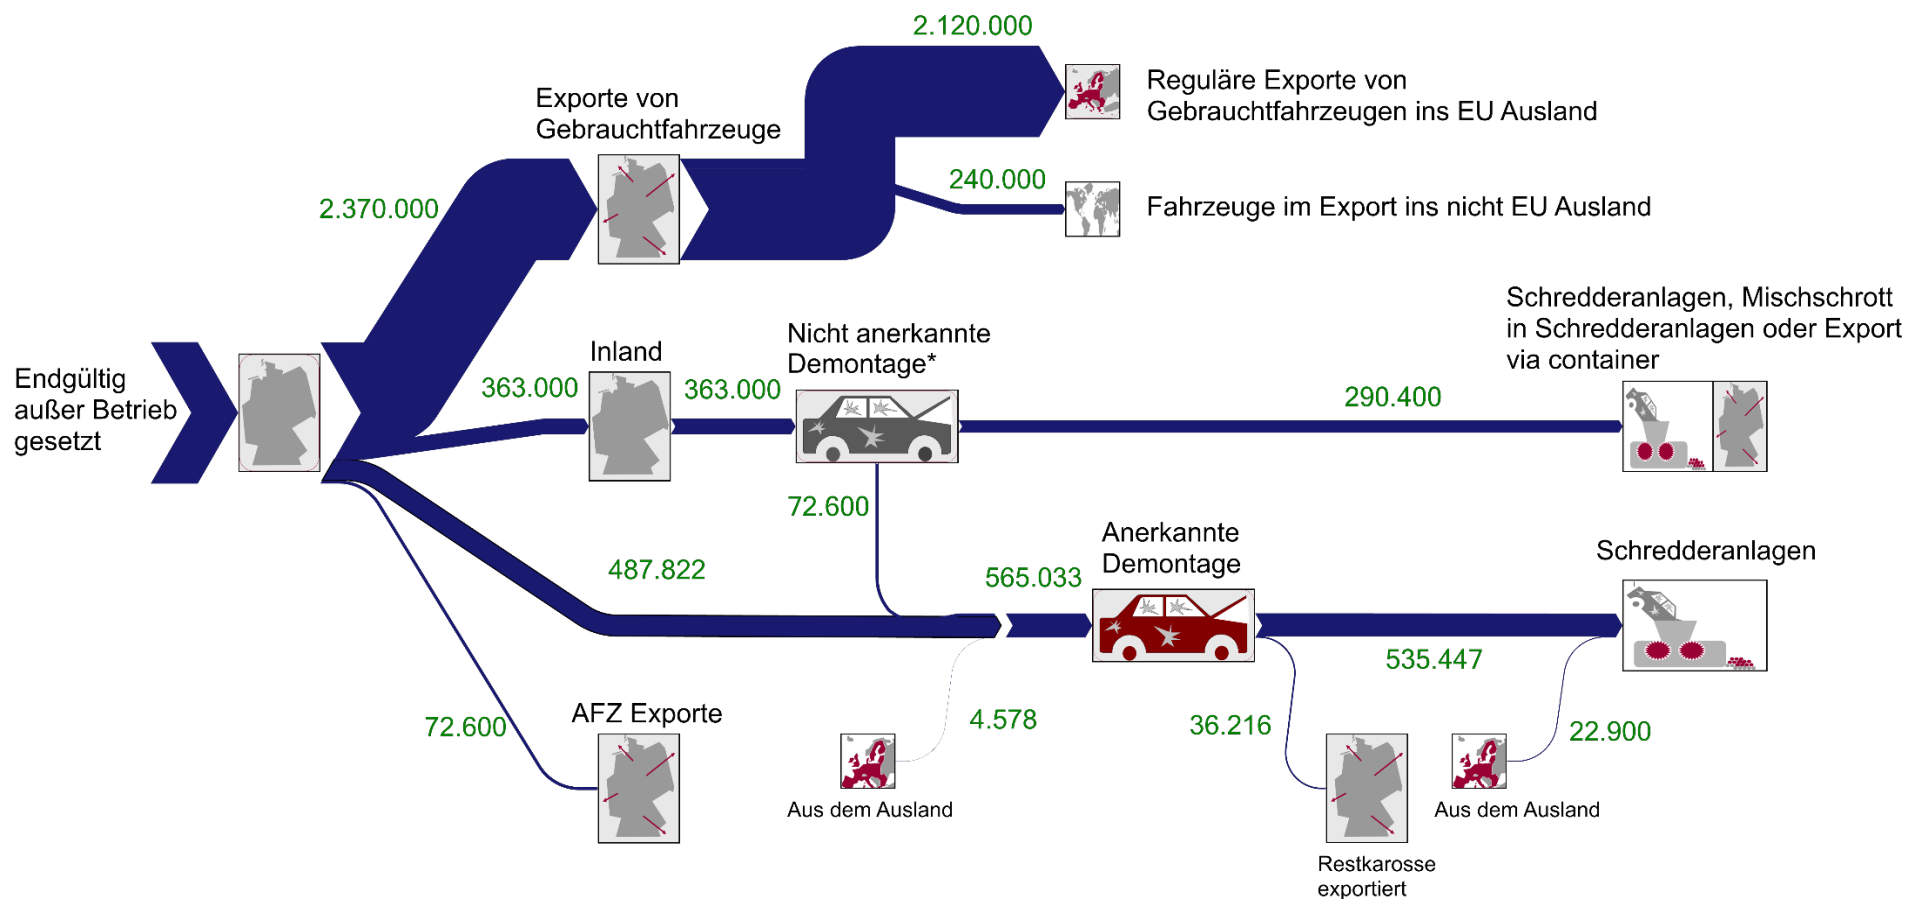 2.120.000
Reguläre Exporte von
Gebrauchtfahrzeugen ins EU Ausland
Exporte von
Gebrauchtfahrzeuge
2.370.000
240.000
Fahrzeuge im Export ins nicht EU Ausland
Schredderanlagen, Mischschrott
in Schredderanlagen oder Export
via container
Nicht anerkannte
Demontage*
Inland
Endgültig
außer Betrieb
gesetzt
363.000
363.000
290.400
72.600
Anerkannte
Demontage
Schredderanlagen
487.822
565.033
535.447
72.600
AFZ Exporte
4.578
36.216
22.900
Aus dem Ausland
Aus dem Ausland
Restkarosse
exportiert